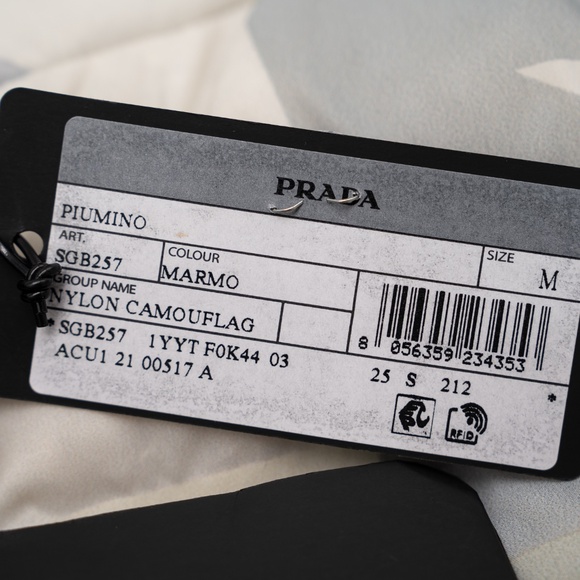 PRADA
PIUMINO
ART.
SGB257
COLOUR
MARMO
SIZE
M
GROUP NAME
NYLON CAMOUFLAG
SGB257 1YYT F0K44 03
ACU1 21 00517 A
8 056359 234353
25 S 212
*
RFID